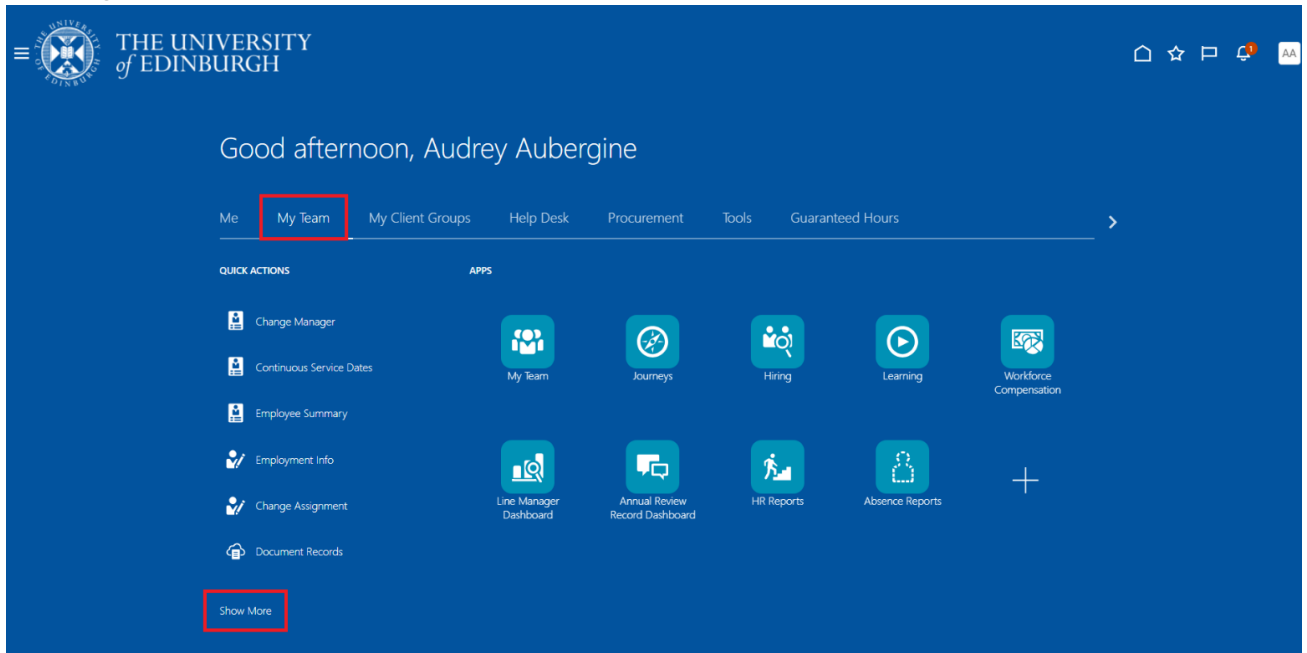 THE UNIVERSITY
of EDINBURGH
1
AA
Good afternoon, Audrey Aubergine
Me My Team My Client Groups Help Desk Procurement Tools Guaranteed Hours
QUICK ACTIONS
APPS
Change Manager
Continuous Service Dates
Employee Summary
Employment Info
Change Assignment
Document Records
Show More
My Team
Journeys
Hiring
Learning
Workforce
Compensation
Line Manager
Dashboard
Annual Review
Record Dashboard
HR Reports
Absence Reports